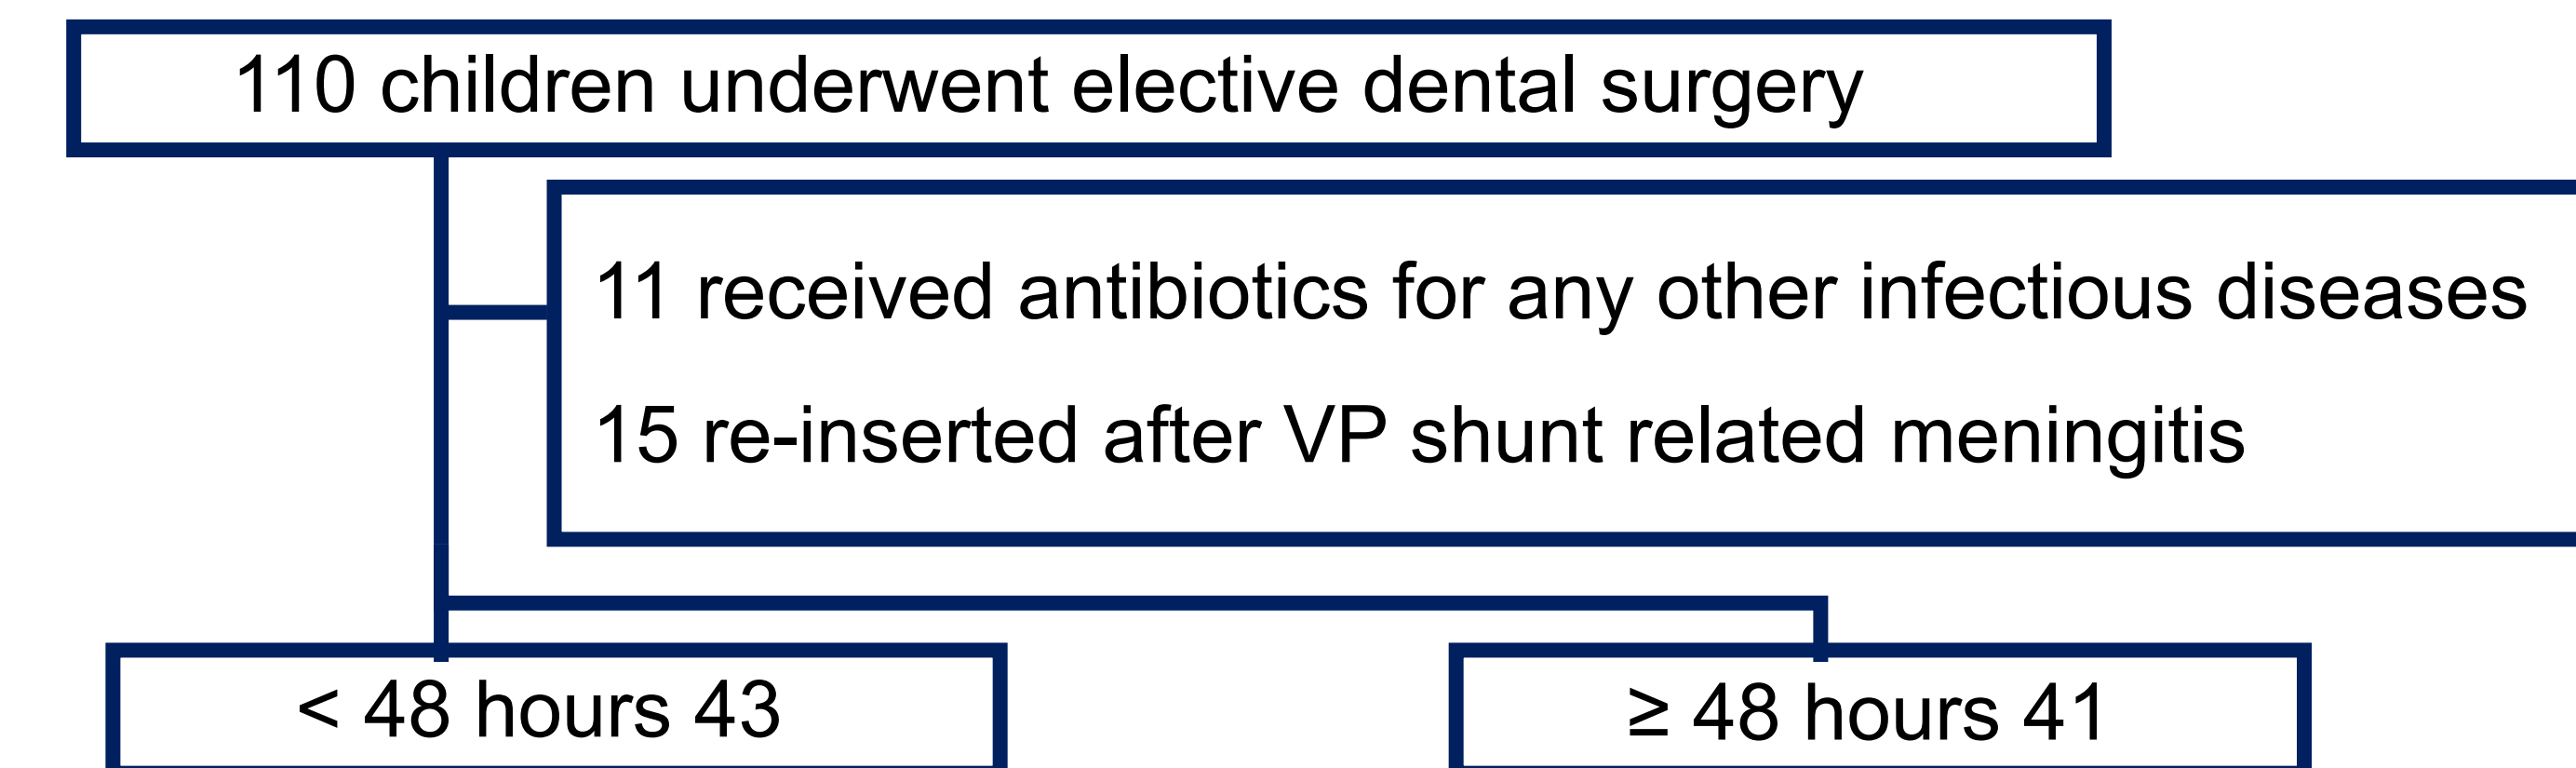 110 children underwent elective dental surgery
11 received antibiotics for any other infectious diseases
15 re-inserted after VP shunt related meningitis
< 48 hours 43
≥ 48 hours 41